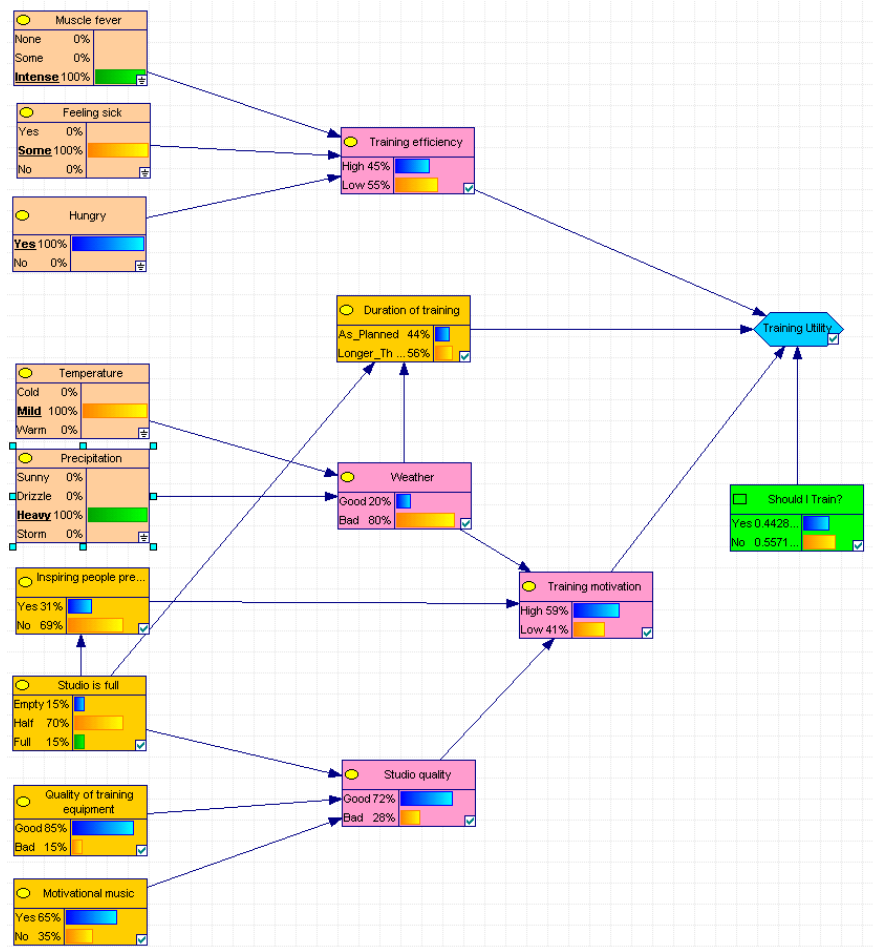 Muscle fever
None 0%
Some 0%
Intense 100%
Feeling sick
Yes 0%
Some 100%
No 0%
Hungry
Yes 100%
No 0%
Training efficiency
High 45%
Low 55%
Duration of training
As_Planned 44%
Longer_Th ... 56%
Training Utility
Temperature
Cold 0%
Mild 100%
Warm 0%
Precipitation
Sunny 0%
Drizzle 0%
Heavy 100%
Storm 0%
Weather
Good 20%
Bad 80%
Should I Train?
Yes 0.4428...
No 0.5571...
Inspiring people pre...
Yes 31%
No 69%
Training motivation
High 59%
Low 41%
Studio is full
Empty 15%
Half 70%
Full 15%
Studio quality
Good 72%
Bad 28%
Quality of training
equipment
Good 85%
Bad 15%
Motivational music
Yes 65%
No 35%